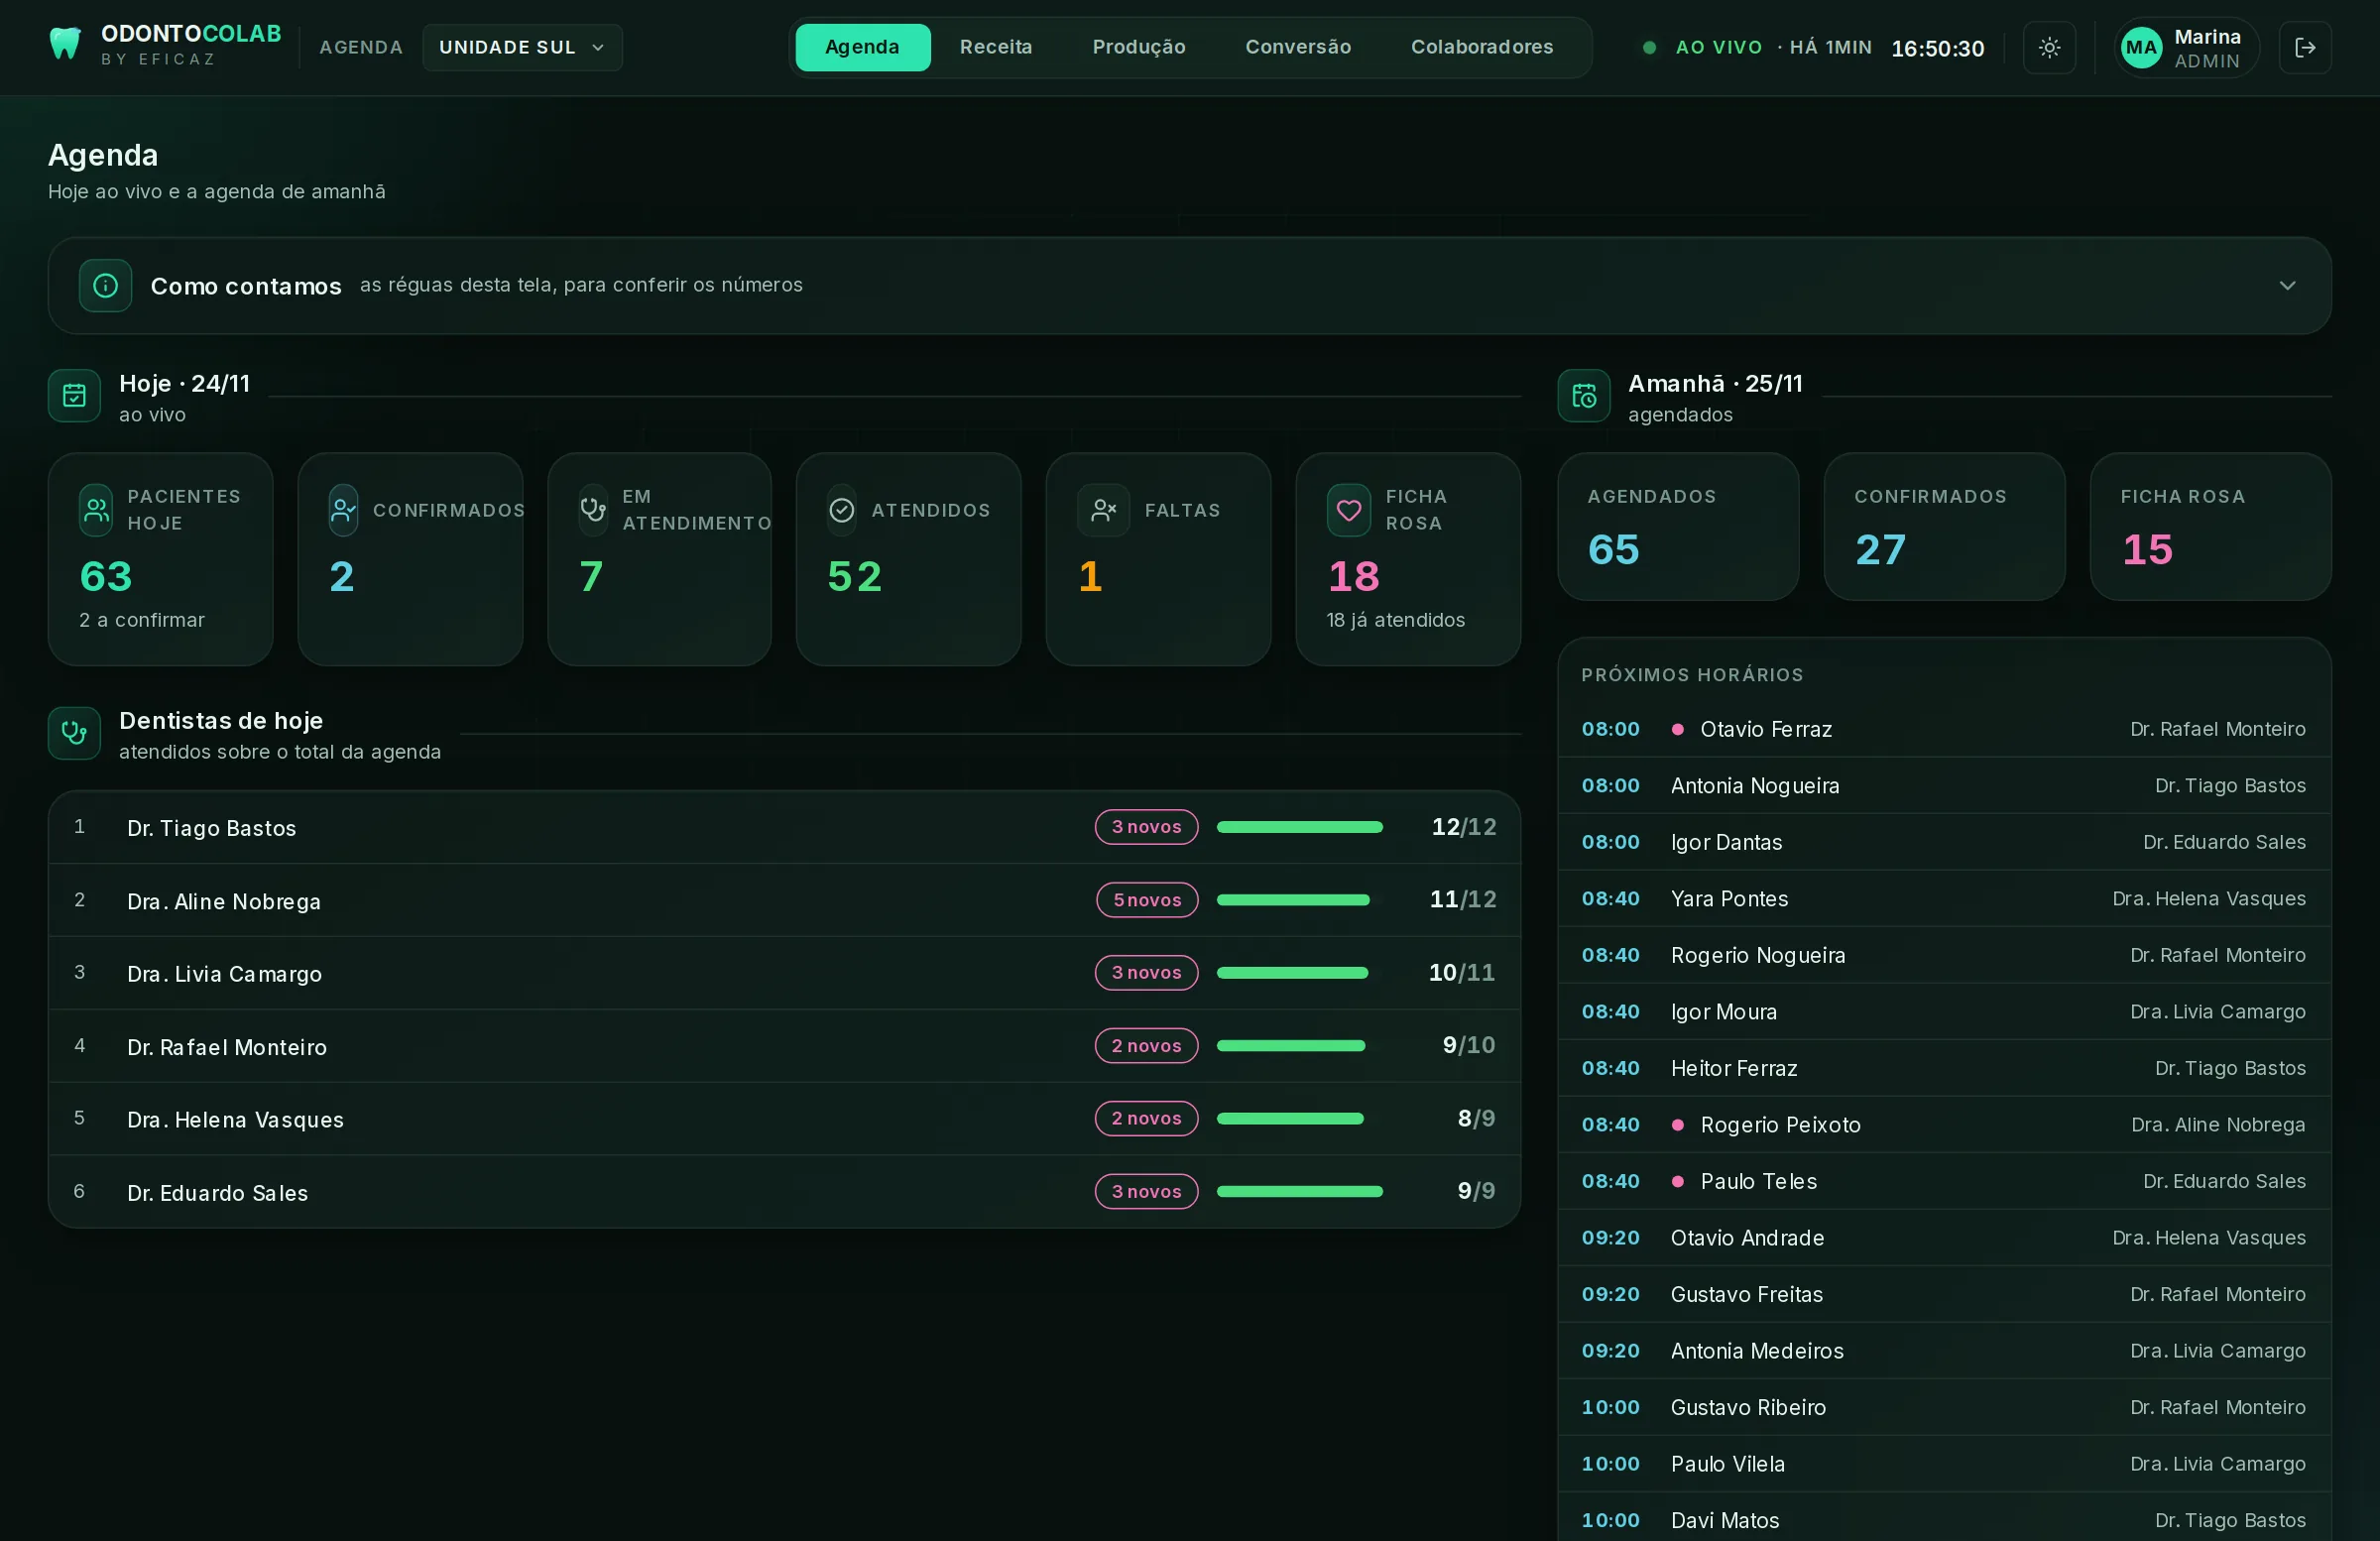 ODONTOCOLAB
BY EFICAZ
AGENDA
UNIDADE SUL
Agenda
Receita
Produção
Conversão
Colaboradores
AO VIVO · HÁ 1MIN
16:50:30
MA
Marina
ADMIN
Agenda
Hoje ao vivo e a agenda de amanhã
Como contamos as réguas desta tela, para conferir os números
Hoje · 24/11
ao vivo
PACIENTES
HOJE
63
2 a confirmar
CONFIRMADOS
2
EM
ATENDIMENTO
7
ATENDIDOS
52
FALTAS
1
FICHA
ROSA
18
18 já atendidos
Dentistas de hoje
atendidos sobre o total da agenda
1 Dr. Tiago Bastos 3 novos 12/12
2 Dra. Aline Nobrega 5 novos 11/12
3 Dra. Livia Camargo 3 novos 10/11
4 Dr. Rafael Monteiro 2 novos 9/10
5 Dra. Helena Vasques 2 novos 8/9
6 Dr. Eduardo Sales 3 novos 9/9
Amanhã · 25/11
agendados
AGENDADOS
65
CONFIRMADOS
27
FICHA ROSA
15
PRÓXIMOS HORÁRIOS
08:00 Otavio Ferraz Dr. Rafael Monteiro
08:00 Antonia Nogueira Dr. Tiago Bastos
08:00 Igor Dantas Dr. Eduardo Sales
08:40 Yara Pontes Dra. Helena Vasques
08:40 Rogerio Nogueira Dr. Rafael Monteiro
08:40 Igor Moura Dra. Livia Camargo
08:40 Heitor Ferraz Dr. Tiago Bastos
08:40 Rogerio Peixoto Dra. Aline Nobrega
08:40 Paulo Teles Dr. Eduardo Sales
09:20 Otavio Andrade Dra. Helena Vasques
09:20 Gustavo Freitas Dr. Rafael Monteiro
09:20 Antonia Medeiros Dra. Livia Camargo
10:00 Gustavo Ribeiro Dr. Rafael Monteiro
10:00 Paulo Vilela Dra. Livia Camargo
10:00 Davi Matos Dr. Tiago Bastos